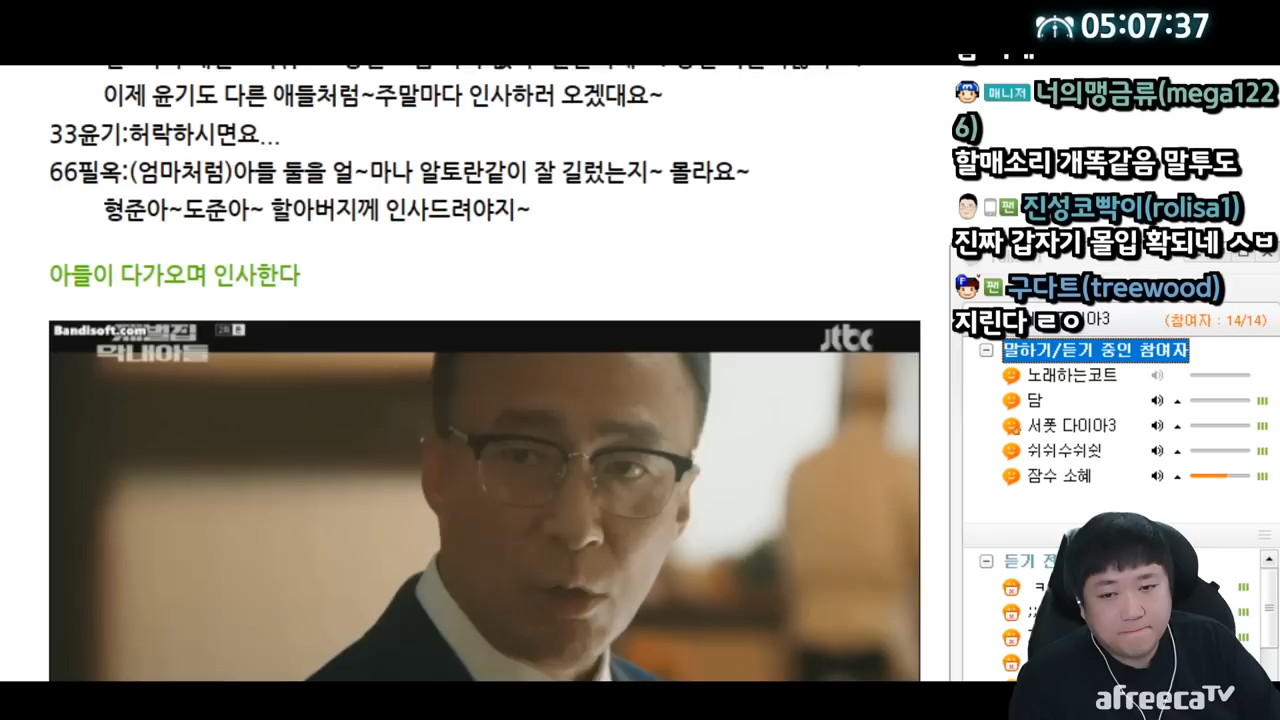 05:07:37
이제 윤기도 다른 애들처럼~주말마다 인사하러 오겠대요~
33윤기:허락하시면요...
66필옥:(엄마처럼)아들 둘을 얼~마나 알토란같이 잘 길렀는지~ 몰라요~
형준아~도준아~ 할아버지께 인사드려야지~
아들이 다가오며 인사한다
Bandisoft.com
막내아들
jtbc
매니저 너의맹금류(mega122
6)
할매소리 개똑같음 말투도
팬 진성코빡이(rolisa1)
진짜 갑자기 몰입 확되네 ㅅㅂ
팬 구다트(treewood)
지린다 ㄹㅇ
아3
(참여자 : 14/14)
말하기/듣기 중인 참여자
노래하는코트
담
서폿 다이아3
쉬쉬수쉬쉿
잠수 소혜
듣기 전
afreecaTV